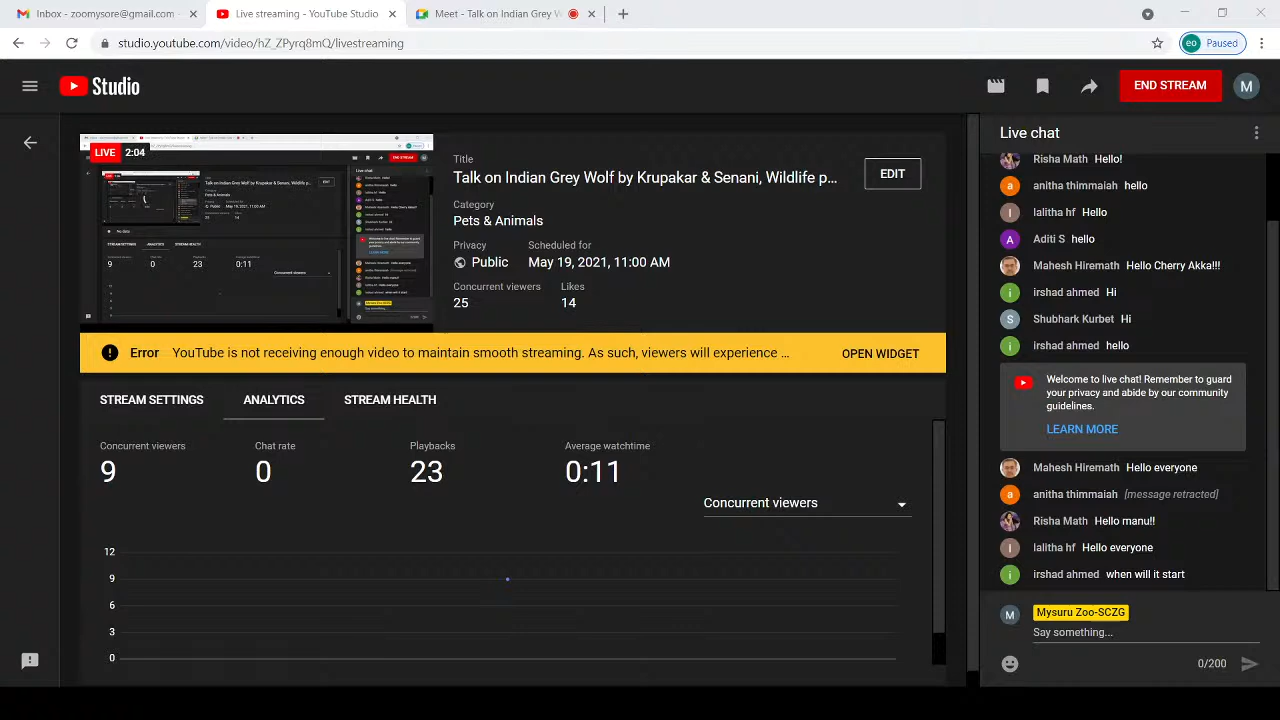 Inbox - zoomysore@gmail.com
Live streaming - YouTube Studio
Meet - Talk on Indian Grey W
studio.youtube.com/video/hZ_ZPyrq8mQ/livestreaming
eo Paused
Studio
END STREAM
M
LIVE 2:04
Title
Talk on Indian Grey Wolf by Krupakar & Senani, Wildlife p...
EDIT
Category
Pets & Animals
Privacy
Public
Scheduled for
May 19, 2021, 11:00 AM
Concurrent viewers
25
Likes
14
Error YouTube is not receiving enough video to maintain smooth streaming. As such, viewers will experience ...
OPEN WIDGET
STREAM SETTINGS
ANALYTICS
STREAM HEALTH
Concurrent viewers
9
Chat rate
0
Playbacks
23
Average watchtime
0:11
Concurrent viewers
12
9
6
3
0
Live chat
Risha Math Hello!
a anitha thimmaiah hello
l lalitha hf Hello
A Aditi S hello
Mahesh Hiremath Hello Cherry Akka!!!
i irshad ahmed Hi
S Shubhark Kurbet Hi
i irshad ahmed hello
Welcome to live chat! Remember to guard
your privacy and abide by our community
guidelines.
LEARN MORE
Mahesh Hiremath Hello everyone
a anitha thimmaiah [message retracted]
Risha Math Hello manu!!
l lalitha hf Hello everyone
i irshad ahmed when will it start
M Mysuru Zoo-SCZG
Say something...
0/200